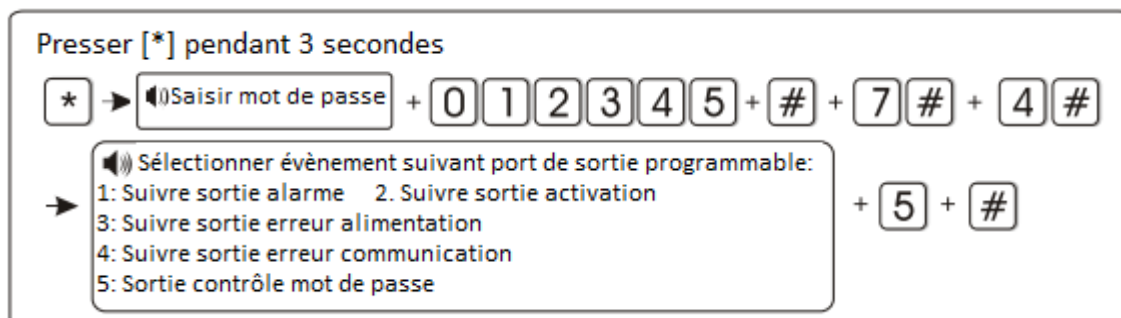 Presser [*] pendant 3 secondes
* Saisir mot de passe + 0 1 2 3 4 5 + # + 7 # + 4 #
Sélectionner évènement suivant port de sortie programmable:
1: Suivre sortie alarme 2. Suivre sortie activation
3: Suivre sortie erreur alimentation
+ 5 + #
4: Suivre sortie erreur communication
5: Sortie contrôle mot de passe